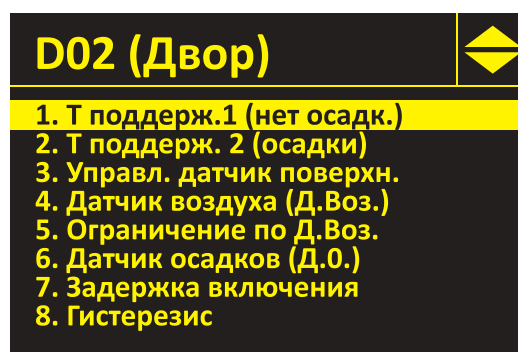 D02 (Двор)
1. Т поддерж.1 (нет осадк.)
2. Т поддерж. 2 (осадки)
3. Управл. датчик поверхн.
4. Датчик воздуха (Д.Воз.)
5. Ограничение по Д.Воз.
6. Датчик осадков (Д.0.)
7. Задержка включения
8. Гистерезис